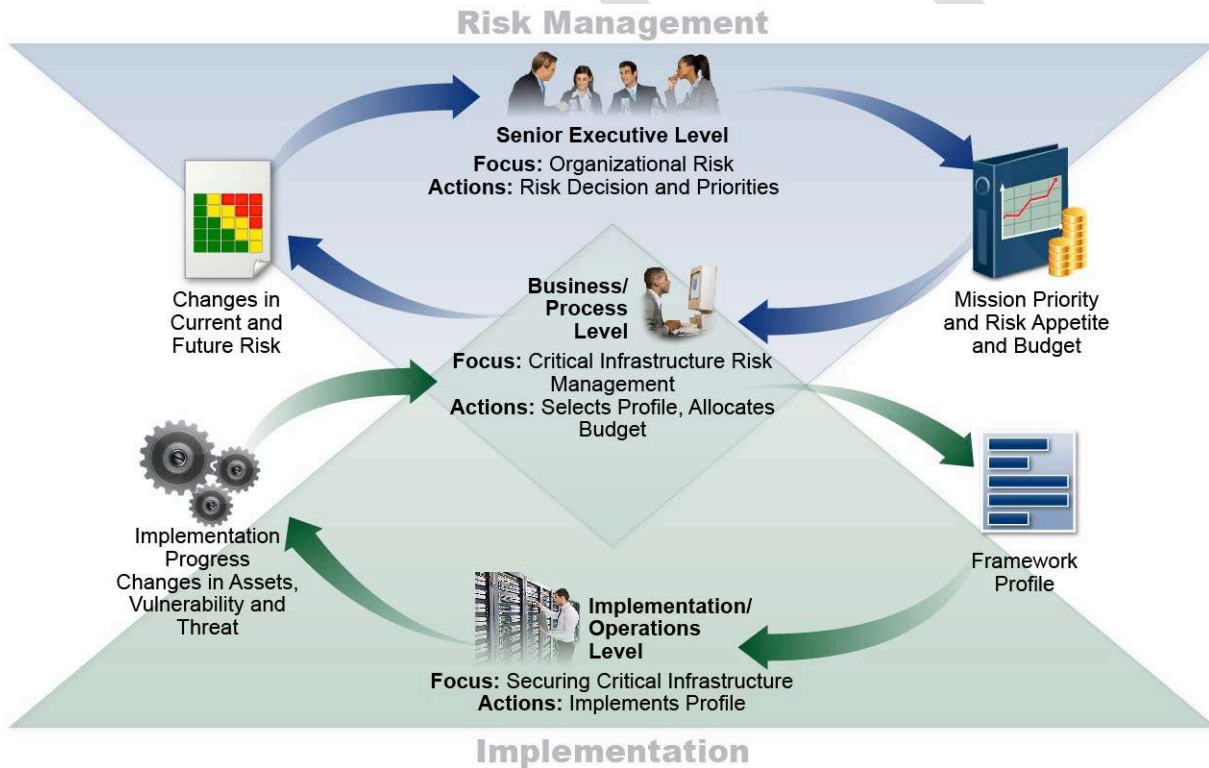 Risk Management
Senior Executive Level
Focus: Organizational Risk
Actions: Risk Decision and Priorities
Changes in
Current and
Future Risk
Mission Priority
and Risk Appetite
and Budget
Business/
Process
Level
Focus: Critical Infrastructure Risk
Management
Actions: Selects Profile, Allocates
Budget
Implementation
Progress
Changes in Assets,
Vulnerability and
Threat
Framework
Profile
Implementation/
Operations
Level
Focus: Securing Critical Infrastructure
Actions: Implements Profile
Implementation